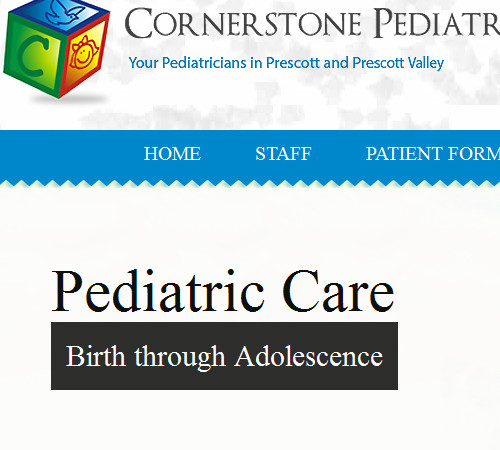 CORNERSTONE PEDIATR
C
Your Pediatricians in Prescott and Prescott Valley
HOME STAFF PATIENT FORM
Pediatric Care
Birth through Adolescence